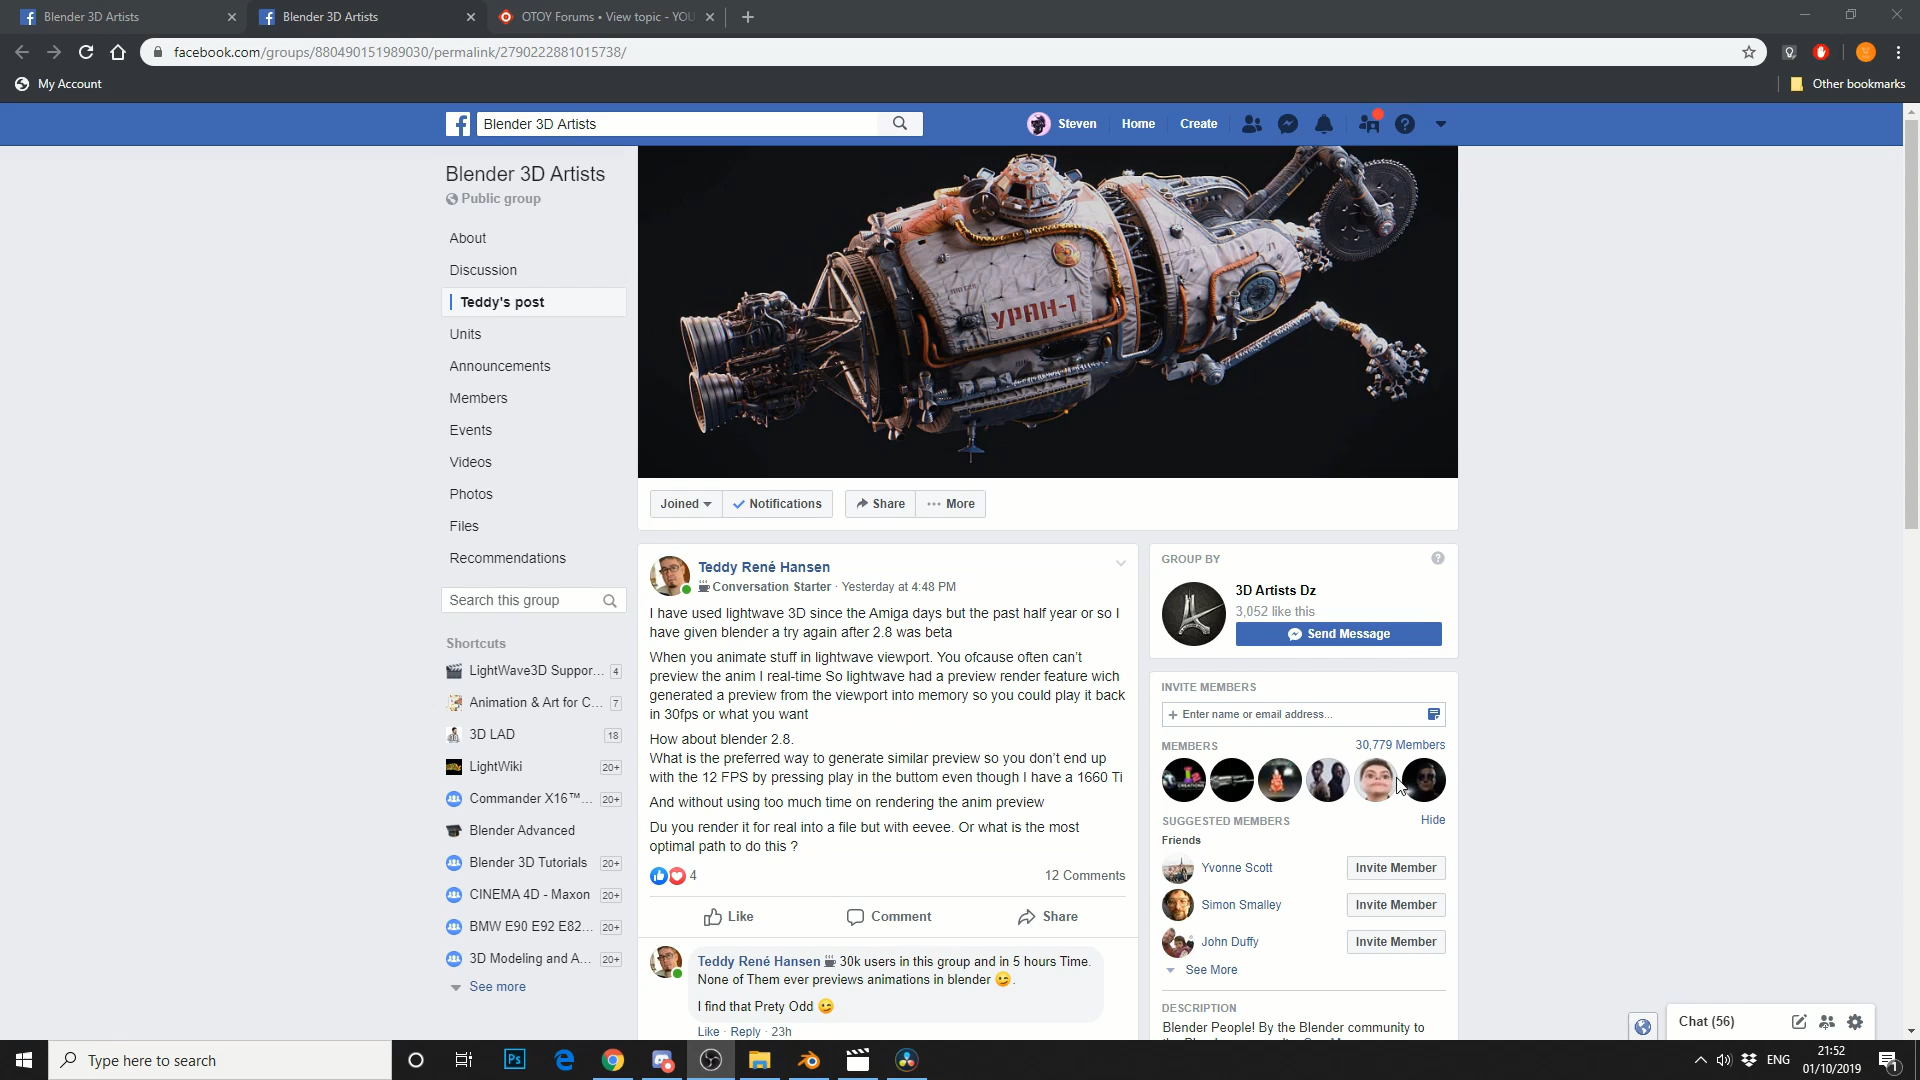 Blender 3D Artists
Blender 3D Artists
OTOY Forums • View topic - YOU
facebook.com/groups/880490151989030/permalink/2790222881015738/
My Account
Other bookmarks
Blender 3D Artists
Steven
Home
Create
Blender 3D Artists
Public group
About
Discussion
Teddy's post
Units
Announcements
Members
Events
Videos
Photos
Files
Recommendations
Search this group
Shortcuts
LightWave3D Suppor... 4
Animation & Art for C... 7
3D LAD 18
LightWiki 20+
Commander X16™... 20+
Blender Advanced
Blender 3D Tutorials 20+
CINEMA 4D - Maxon 20+
BMW E90 E92 E82... 20+
3D Modeling and A... 20+
See more
УРАН-1
Joined
Notifications
Share
More
Teddy René Hansen
Conversation Starter · Yesterday at 4:48 PM
I have used lightwave 3D since the Amiga days but the past half year or so I
have given blender a try again after 2.8 was beta
When you animate stuff in lightwave viewport. You ofcause often can't
preview the anim I real-time So lightwave had a preview render feature wich
generated a preview from the viewport into memory so you could play it back
in 30fps or what you want
How about blender 2.8.
What is the preferred way to generate similar preview so you don't end up
with the 12 FPS by pressing play in the buttom even though I have a 1660 Ti
And without using too much time on rendering the anim preview
Du you render it for real into a file but with eevee. Or what is the most
optimal path to do this ?
4
12 Comments
Like
Comment
Share
Teddy René Hansen 30k users in this group and in 5 hours Time.
None of Them ever previews animations in blender 😉.
I find that Prety Odd 😉
Like · Reply · 23h
GROUP BY
3D Artists Dz
3,052 like this
Send Message
INVITE MEMBERS
+ Enter name or email address...
MEMBERS
30,779 Members
SUGGESTED MEMBERS
Hide
Friends
Yvonne Scott
Invite Member
Simon Smalley
Invite Member
John Duffy
Invite Member
See More
DESCRIPTION
Blender People! By the Blender community to
Chat (56)
Type here to search
Ps
ENG
21:52
01/10/2019
1